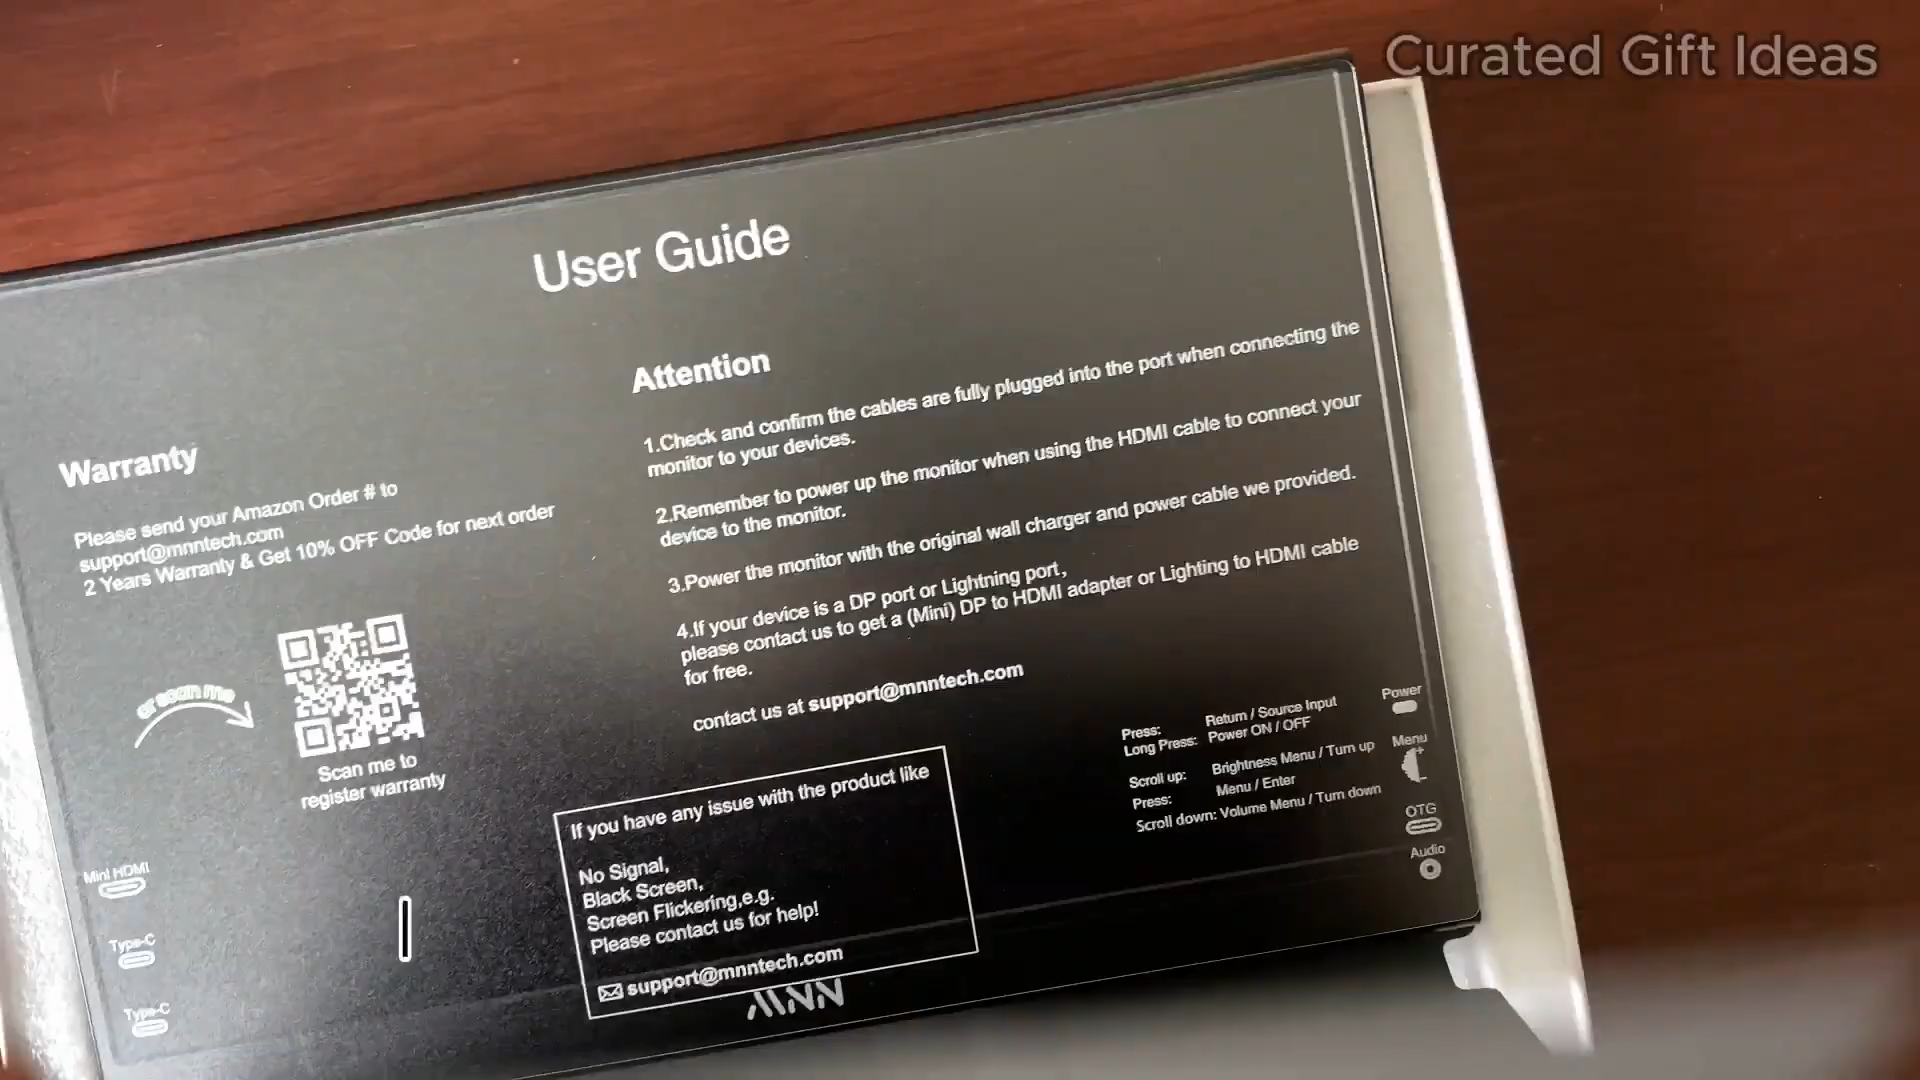 Curated Gift Ideas
User Guide
Warranty
Please send your Amazon Order # to
support@mnntech.com
2 Years Warranty & Get 10% OFF Code for next order
or scan me
Scan me to
register warranty
Attention
1.Check and confirm the cables are fully plugged into the port when connecting the
monitor to your devices.
2.Remember to power up the monitor when using the HDMI cable to connect your
device to the monitor.
3.Power the monitor with the original wall charger and power cable we provided.
4.If your device is a DP port or Lightning port,
please contact us to get a (Mini) DP to HDMI adapter or Lighting to HDMI cable
for free.
contact us at support@mnntech.com
If you have any issue with the product like
No Signal,
Black Screen,
Screen Flickering,e.g.
Please contact us for help!
support@mnntech.com
MNN
Press: Return / Source Input
Long Press: Power ON / OFF
Scroll up: Brightness Menu / Turn up
Press: Menu / Enter
Scroll down: Volume Menu / Turn down
Power
Menu
OTG
Audio
Mini HDMI
Type-C
Type-C